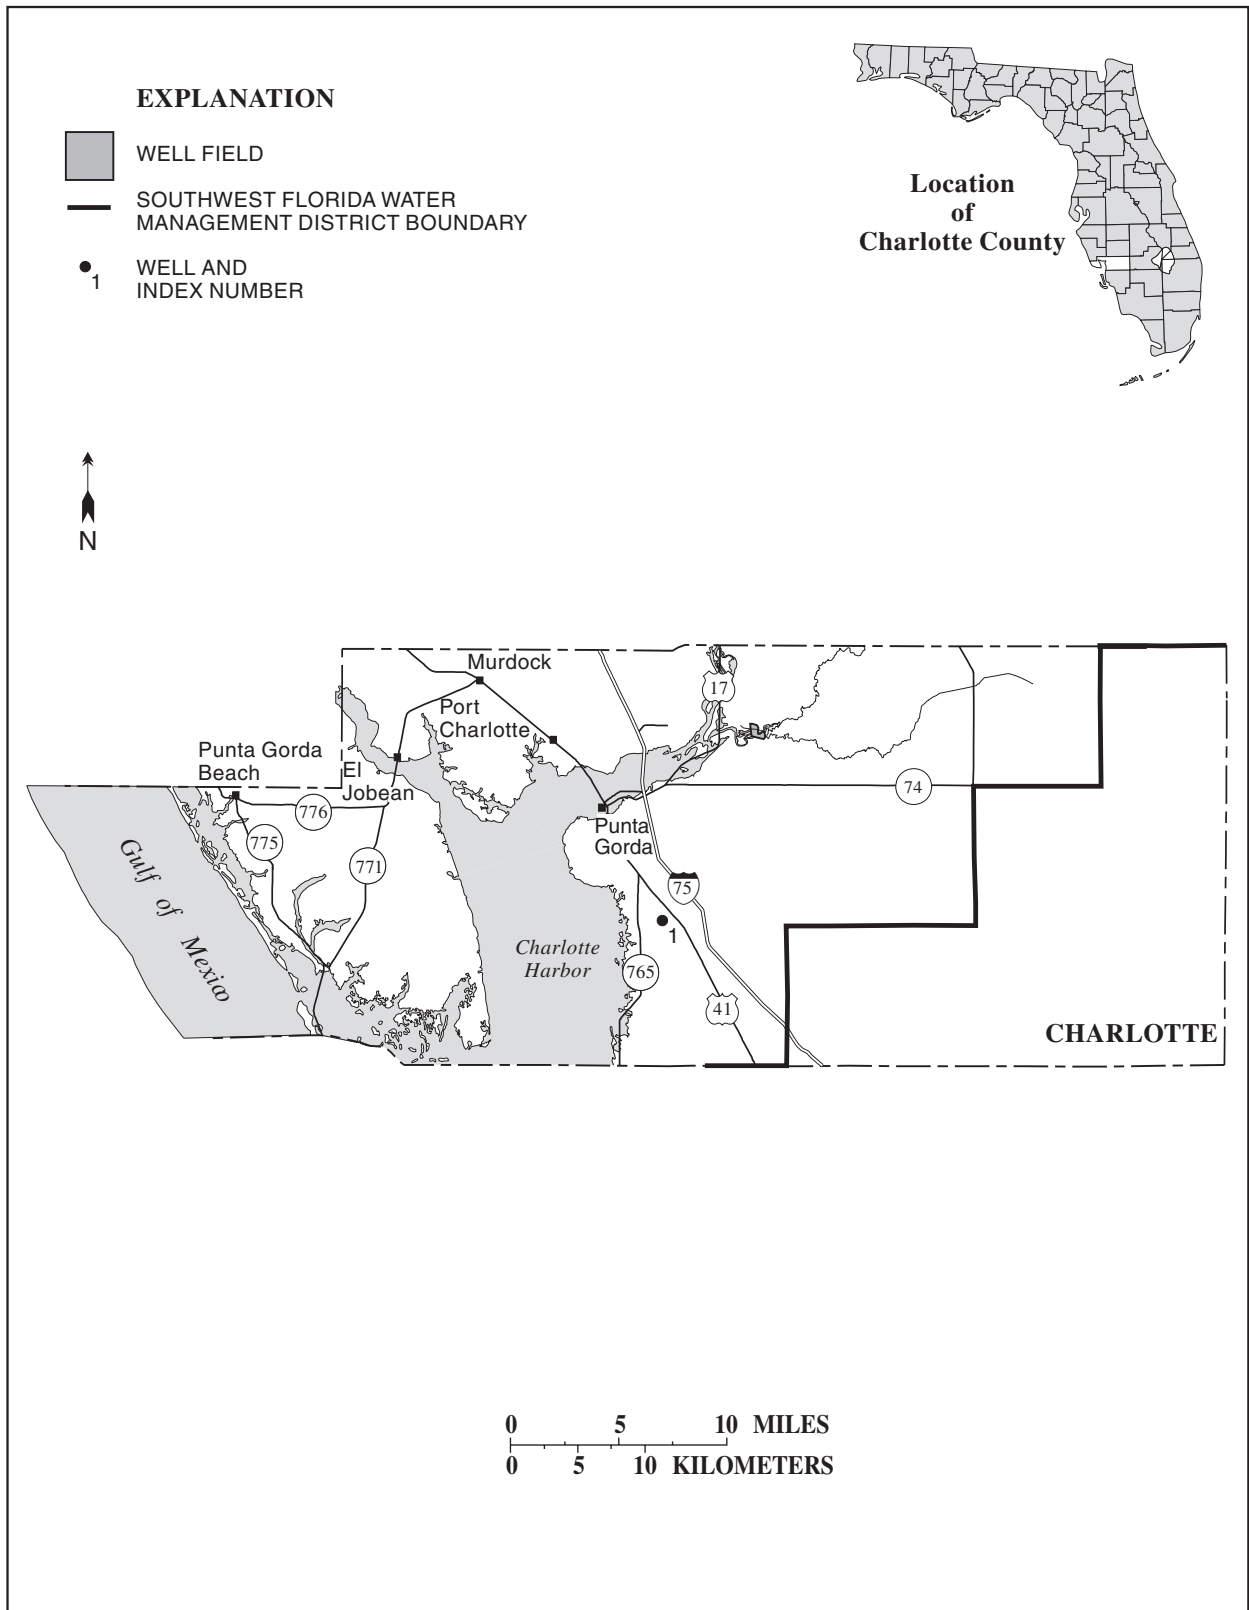 EXPLANATION
WELL FIELD
SOUTHWEST FLORIDA WATER
MANAGEMENT DISTRICT BOUNDARY
1
WELL AND
INDEX NUMBER
Location
of
Charlotte County
N
Murdock
17
Port
Charlotte
Punta Gorda
Beach
El
Jobean
74
776
Punta
Gorda
775
771
75
Gulf of Mexico
1
Charlotte
Harbor
765
41
CHARLOTTE
0 5 10 MILES
0 5 10 KILOMETERS